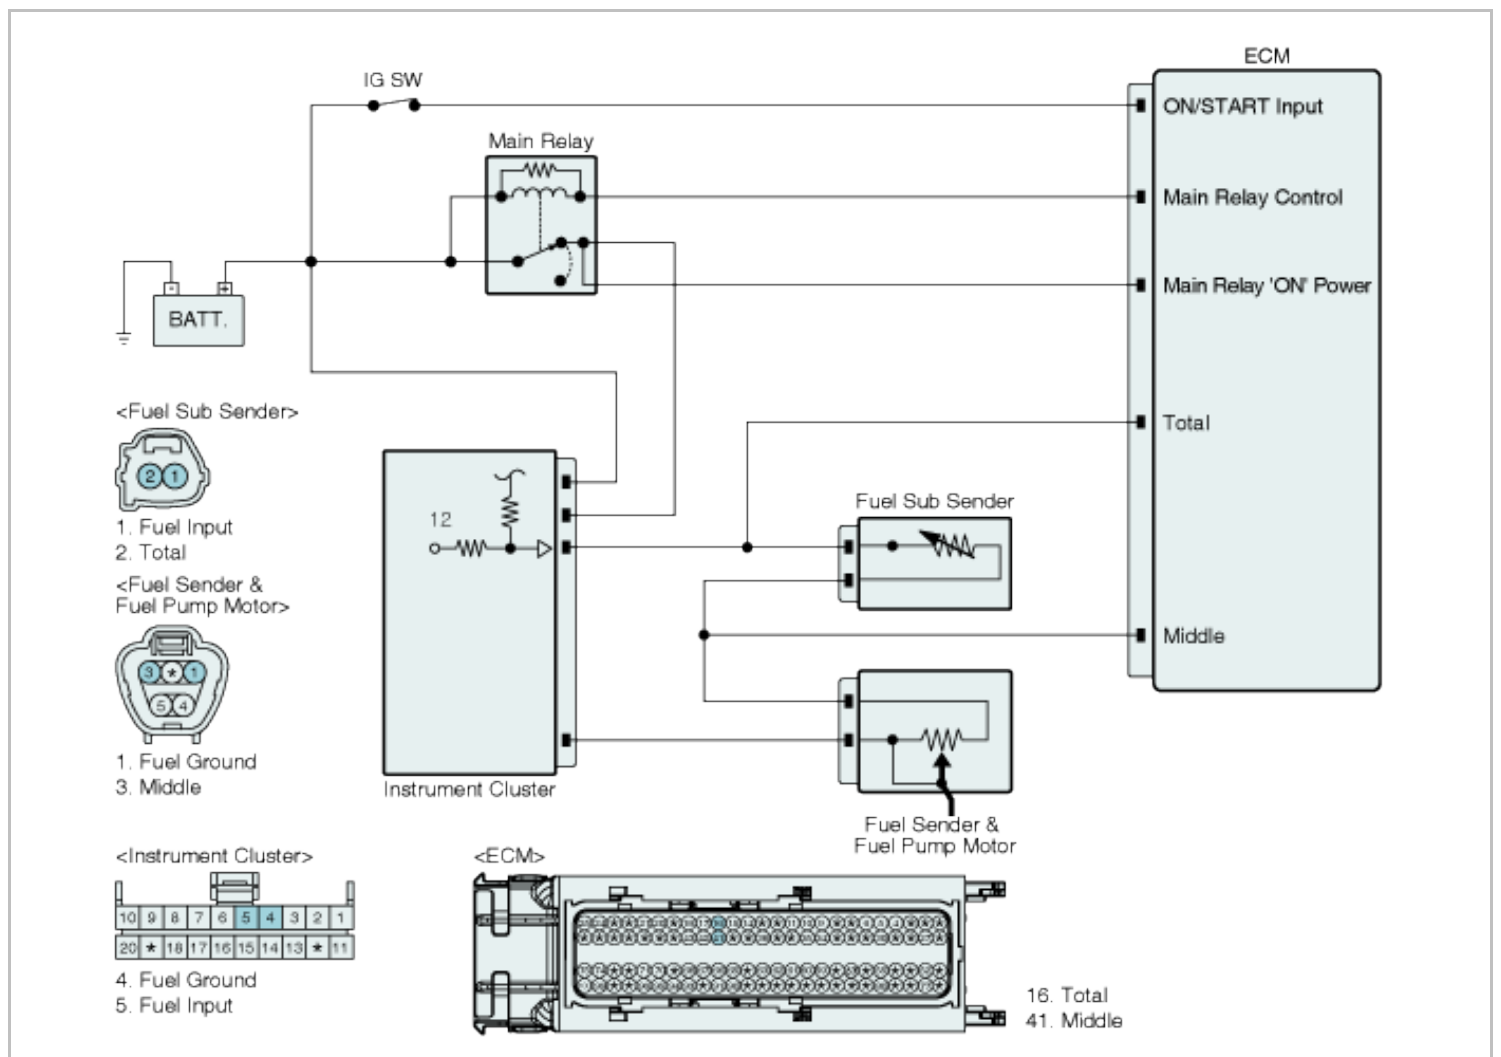 ECM
IG SW
ON/START Input
Main Relay
Main Relay Control
Main Relay 'ON' Power
- +
BATT.
<Fuel Sub Sender>
2 1
1. Fuel Input
2. Total
Total
12
Fuel Sub Sender
<Fuel Sender &
Fuel Pump Motor>
3 * 1
5 4
Middle
1. Fuel Ground
3. Middle
Instrument Cluster
Fuel Sender &
Fuel Pump Motor
<Instrument Cluster>
10 9 8 7 6 5 4 3 2 1
20 * 18 17 16 15 14 13 * 11
4. Fuel Ground
5. Fuel Input
<ECM>
16. Total
41. Middle